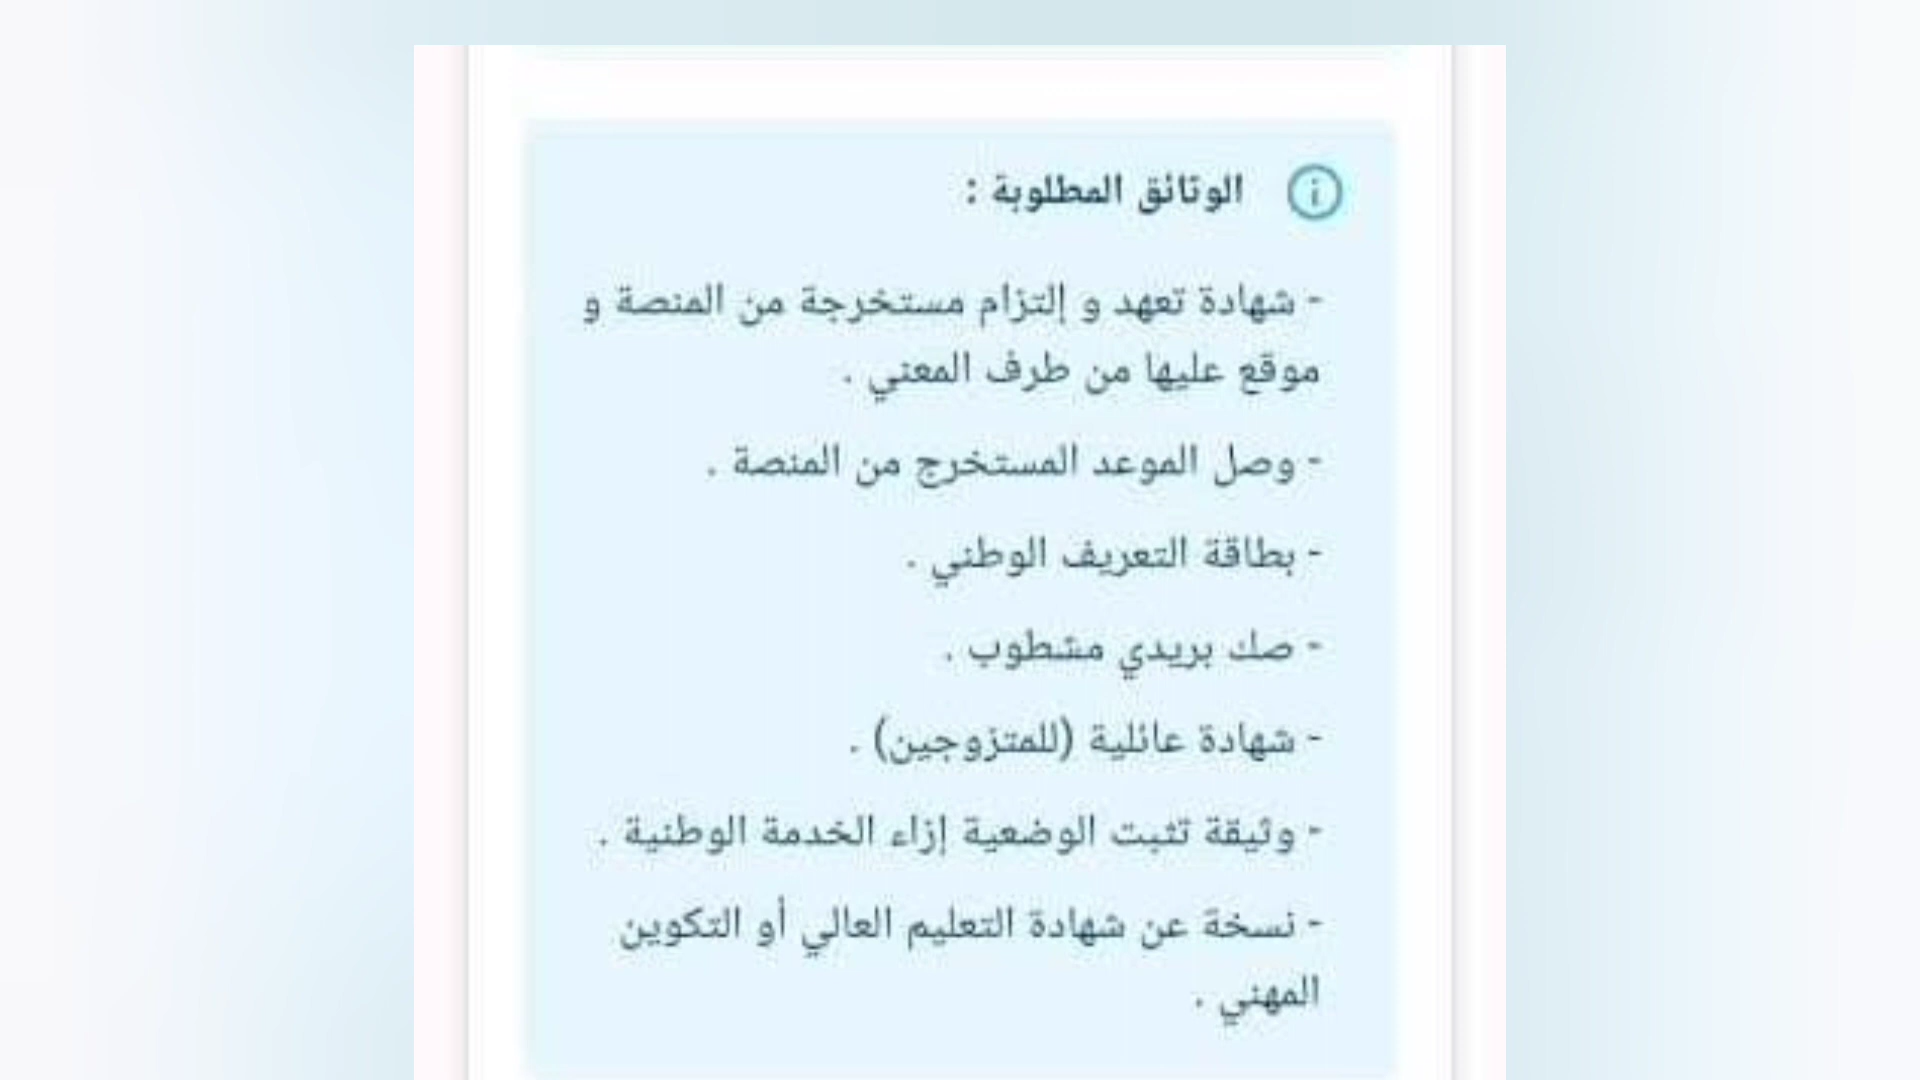 الوثائق المطلوبة :
- شهادة تعهد و إلتزام مستخرجة من المنصة و
موقع عليها من طرف المعني .
- وصل الموعد المستخرج من المنصة .
- بطاقة التعريف الوطني .
- صك بريدي مشطوب .
- شهادة عائلية (للمتزوجين) .
- وثيقة تثبت الوضعية إزاء الخدمة الوطنية .
- نسخة عن شهادة التعليم العالي أو التكوين
المهني .